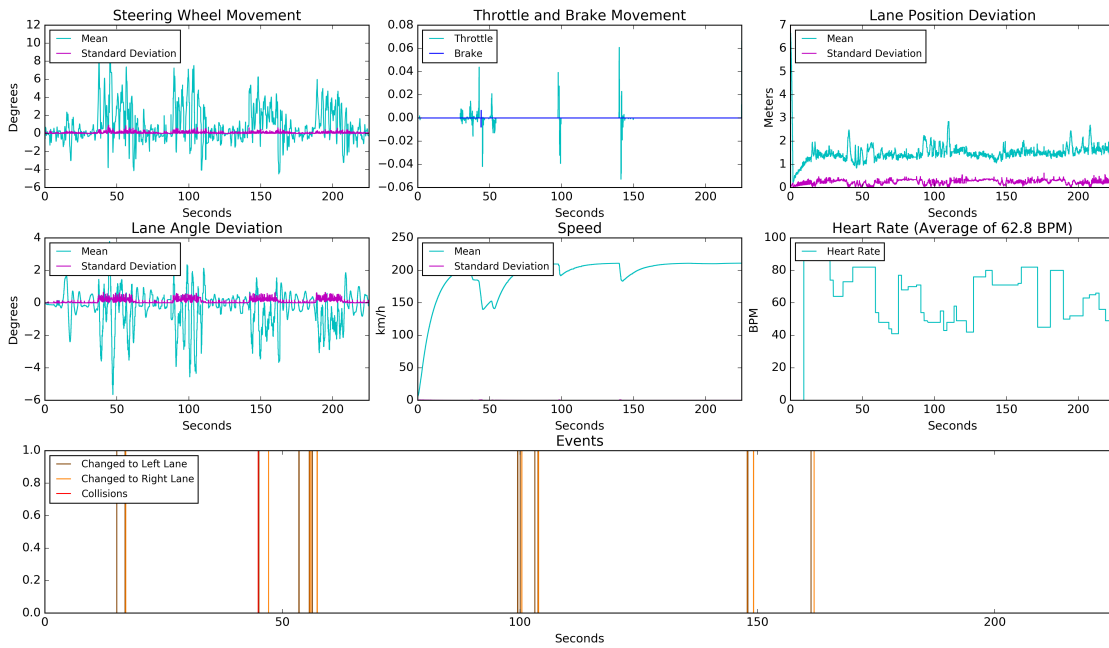 Steering Wheel Movement
Throttle and Brake Movement
Lane Position Deviation
12
10
8
6
4
2
0
−2
−4
−6
Degrees
Mean
Standard Deviation
0 50 100 150 200
Seconds
0.08
0.06
0.04
0.02
0.00
−0.02
−0.04
−0.06
Throttle
Brake
0 50 100 150 200
Seconds
7
6
5
4
3
2
1
0
Meters
Mean
Standard Deviation
0 50 100 150 200
Seconds
Lane Angle Deviation
Speed
Heart Rate (Average of 62.8 BPM)
4
2
0
−2
−4
−6
Degrees
Mean
Standard Deviation
0 50 100 150 200
Seconds
250
200
150
100
50
0
km/h
Mean
Standard Deviation
0 50 100 150 200
Seconds
100
80
60
40
20
0
BPM
Heart Rate
0 50 100 150 200
Seconds
Events
1.0
0.8
0.6
0.4
0.2
0.0
Changed to Left Lane
Changed to Right Lane
Collisions
0 50 100 150 200
Seconds